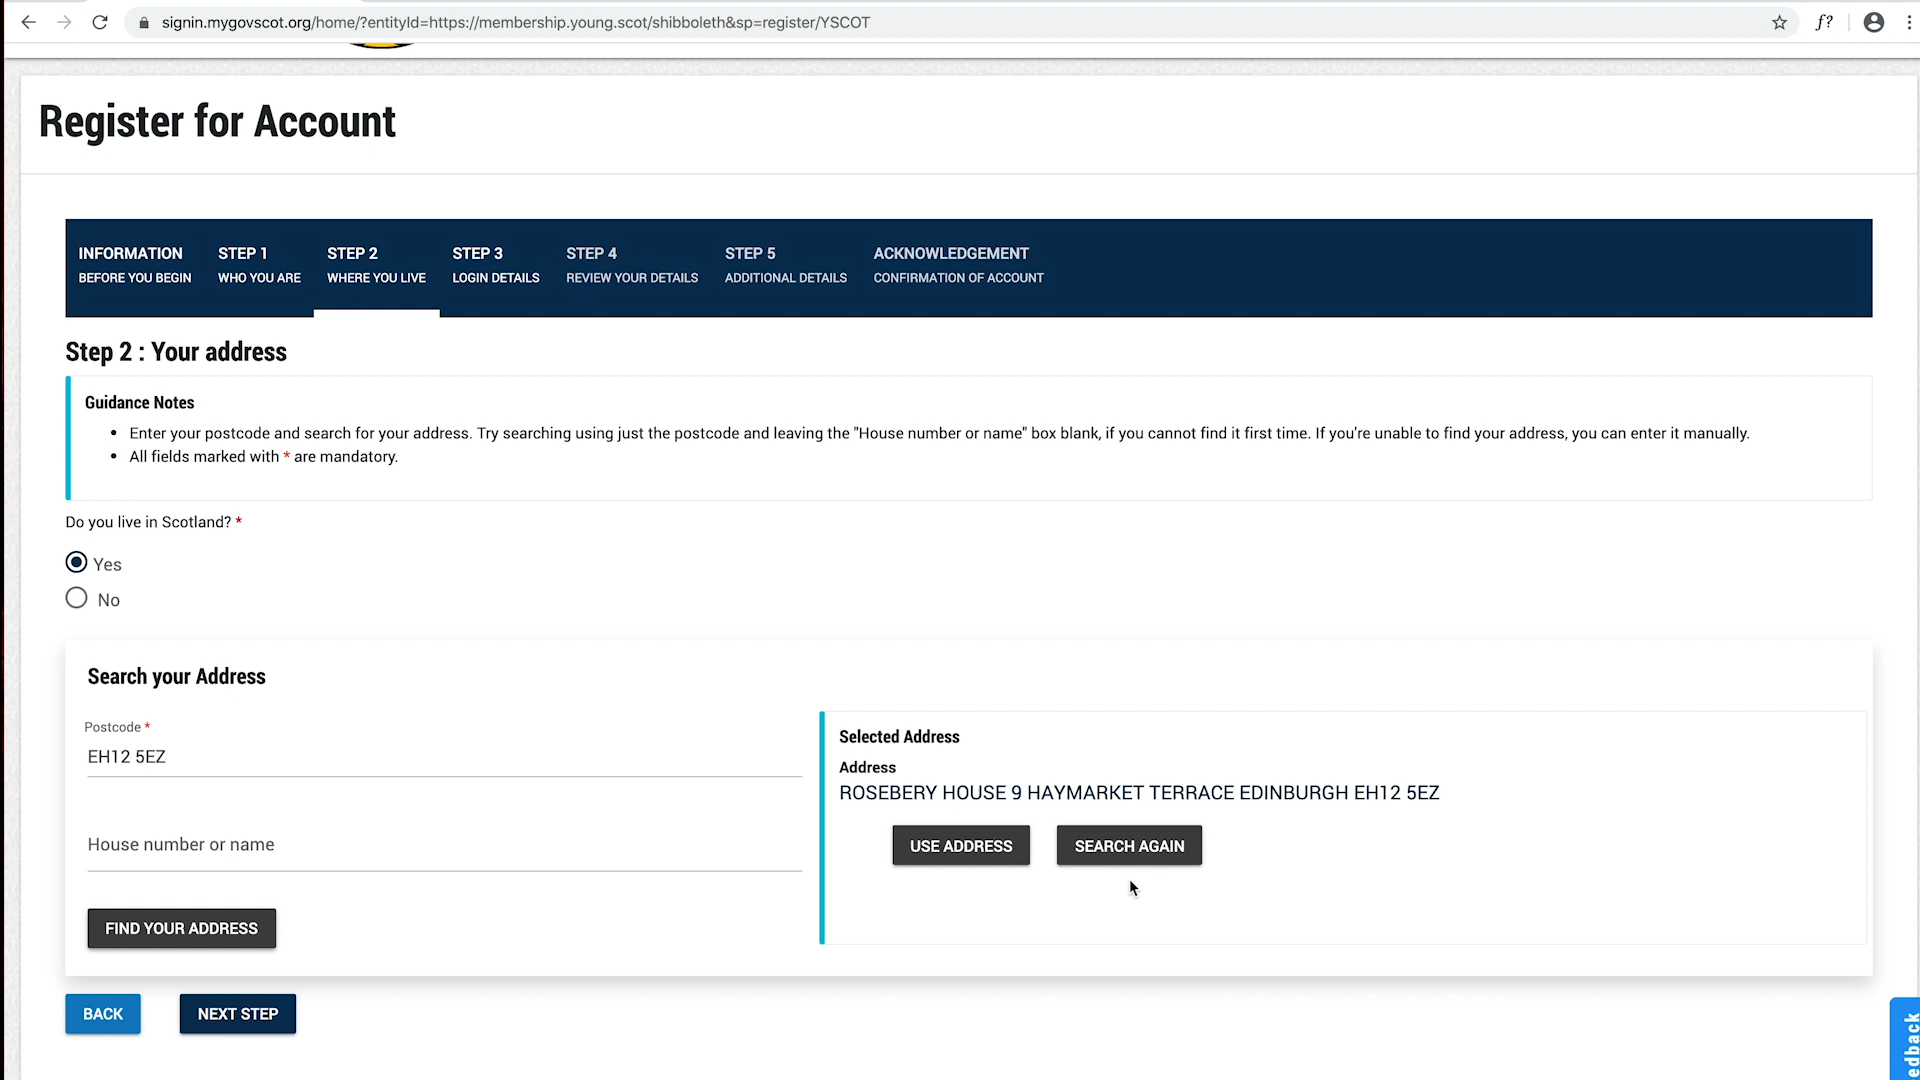 signin.mygovscot.org/home/?entityId=https://membership.young.scot/shibboleth&sp=register/YSCOT
f?
Register for Account
INFORMATION STEP 1 STEP 2 STEP 3 STEP 4 STEP 5 ACKNOWLEDGEMENT
BEFORE YOU BEGIN WHO YOU ARE WHERE YOU LIVE LOGIN DETAILS REVIEW YOUR DETAILS ADDITIONAL DETAILS CONFIRMATION OF ACCOUNT
Step 2 : Your address
Guidance Notes
• Enter your postcode and search for your address. Try searching using just the postcode and leaving the "House number or name" box blank, if you cannot find it first time. If you're unable to find your address, you can enter it manually.
• All fields marked with * are mandatory.
Do you live in Scotland? *
Yes
No
Search your Address
Postcode *
EH12 5EZ
House number or name
FIND YOUR ADDRESS
Selected Address
Address
ROSEBERY HOUSE 9 HAYMARKET TERRACE EDINBURGH EH12 5EZ
USE ADDRESS SEARCH AGAIN
BACK NEXT STEP
edback